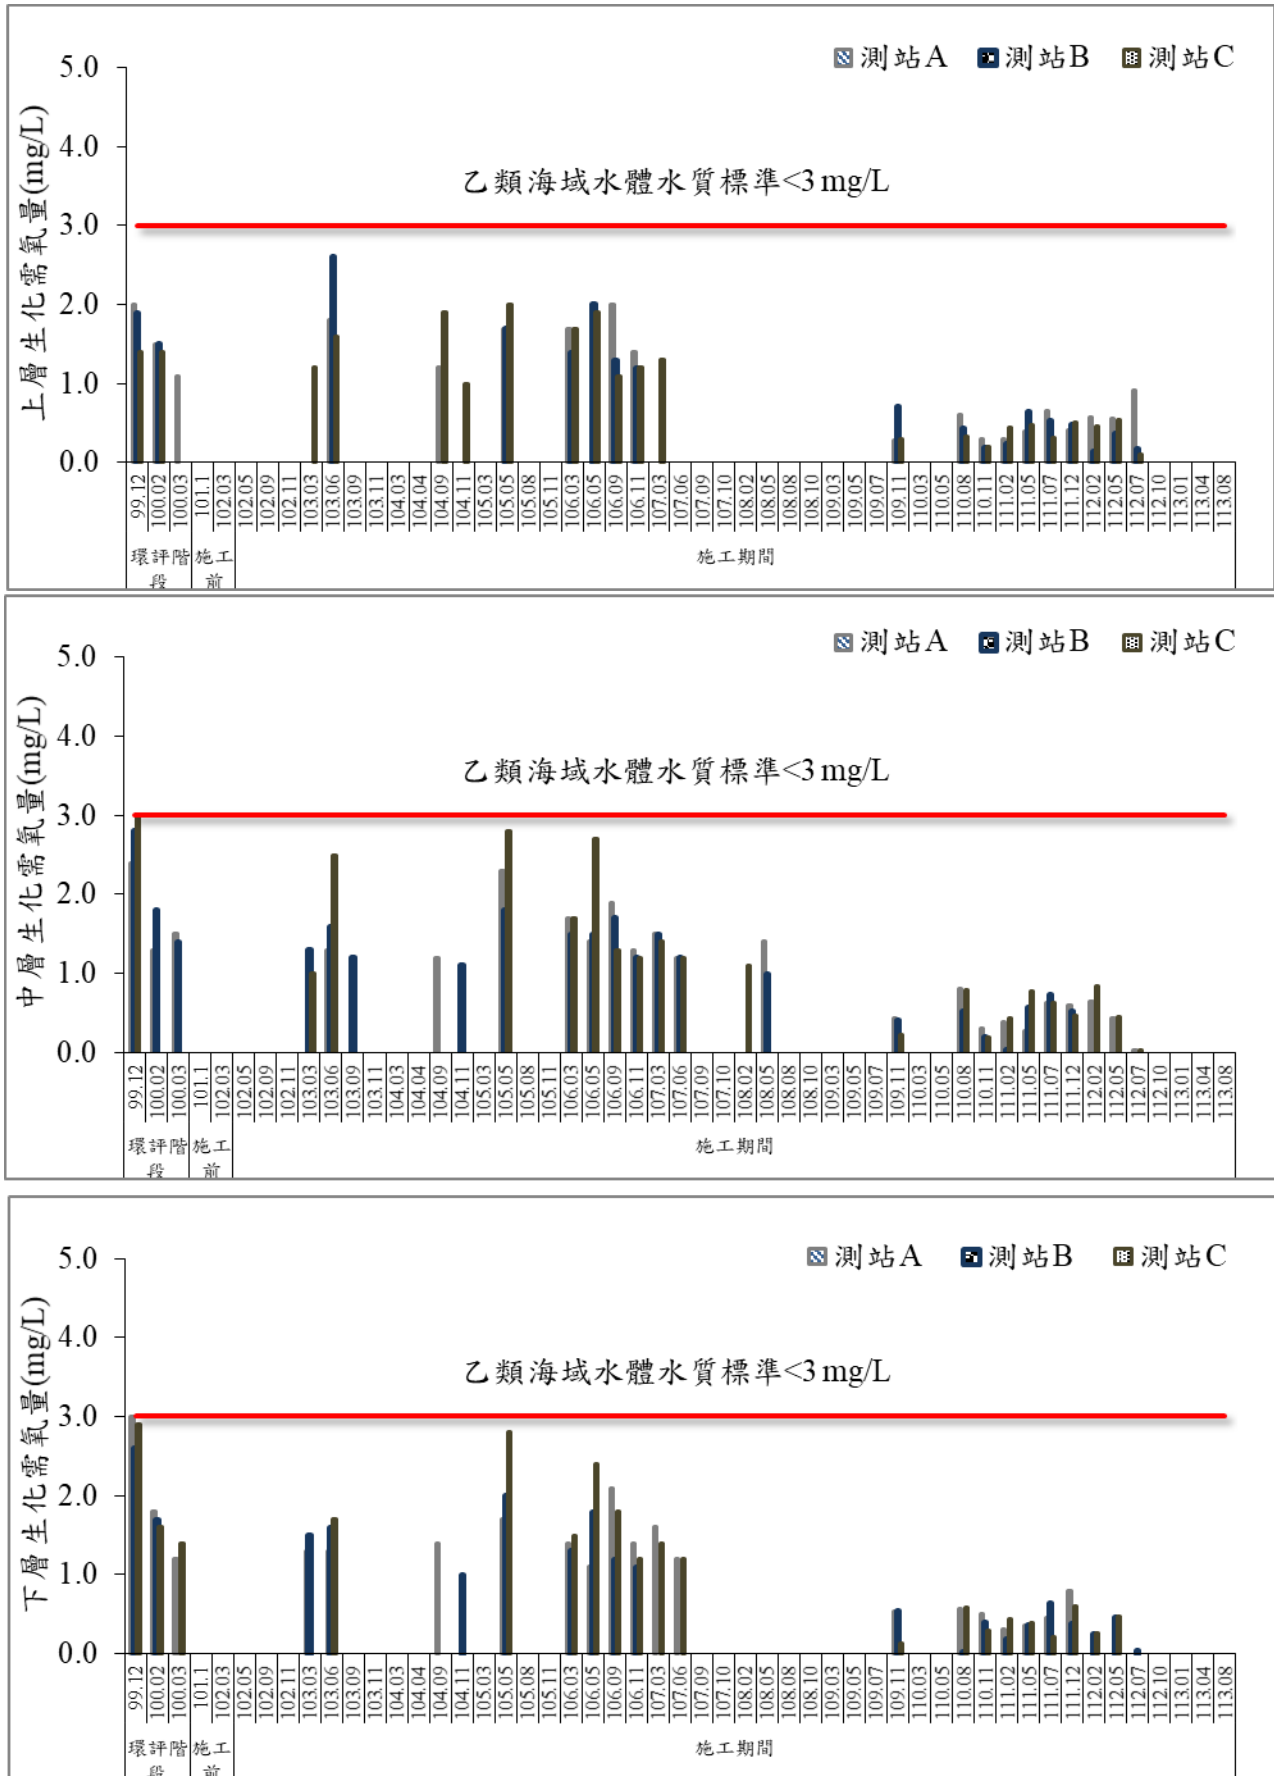 測站A 測站B 測站C
上層生化需氧量(mg/L)
5.0
4.0
3.0
2.0
1.0
0.0
乙類海域水體水質標準<3 mg/L
99.12 100.02 100.03 101.1 102.03 102.05 102.09 102.11 103.03 103.06 103.09 103.11 104.03 104.04 104.09 104.11 105.03 105.05 105.08 105.11 106.03 106.05 106.09 106.11 107.03 107.06 107.09 107.10 108.02 108.05 108.08 108.10 109.03 109.05 109.07 109.11 110.03 110.05 110.08 110.11 111.02 111.05 111.07 111.12 112.02 112.05 112.07 112.10 113.01 113.04 113.08
環評階段 施工前 施工期間
測站A 測站B 測站C
中層生化需氧量(mg/L)
5.0
4.0
3.0
2.0
1.0
0.0
乙類海域水體水質標準<3 mg/L
99.12 100.02 100.03 101.1 102.03 102.05 102.09 102.11 103.03 103.06 103.09 103.11 104.03 104.04 104.09 104.11 105.03 105.05 105.08 105.11 106.03 106.05 106.09 106.11 107.03 107.06 107.09 107.10 108.02 108.05 108.08 108.10 109.03 109.05 109.07 109.11 110.03 110.05 110.08 110.11 111.02 111.05 111.07 111.12 112.02 112.05 112.07 112.10 113.01 113.04 113.08
環評階段 施工前 施工期間
測站A 測站B 測站C
下層生化需氧量(mg/L)
5.0
4.0
3.0
2.0
1.0
0.0
乙類海域水體水質標準<3 mg/L
99.12 100.02 100.03 101.1 102.03 102.05 102.09 102.11 103.03 103.06 103.09 103.11 104.03 104.04 104.09 104.11 105.03 105.05 105.08 105.11 106.03 106.05 106.09 106.11 107.03 107.06 107.09 107.10 108.02 108.05 108.08 108.10 109.03 109.05 109.07 109.11 110.03 110.05 110.08 110.11 111.02 111.05 111.07 111.12 112.02 112.05 112.07 112.10 113.01 113.04 113.08
環評階段 施工前 施工期間